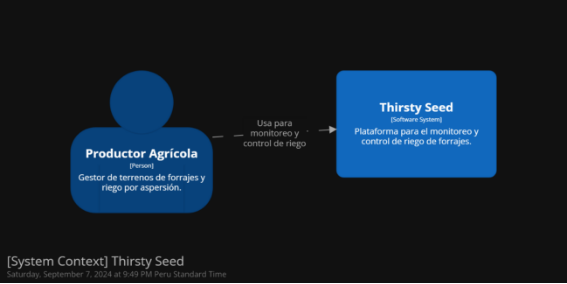 Productor Agrícola
[Person]
Gestor de terrenos de forrajes y
riego por aspersión.
Usa para
monitoreo y
control de riego
Thirsty Seed
[Software System]
Plataforma para el monitoreo y
control de riego de forrajes.
[System Context] Thirsty Seed
Saturday, September 7, 2024 at 9:49 PM Peru Standard Time